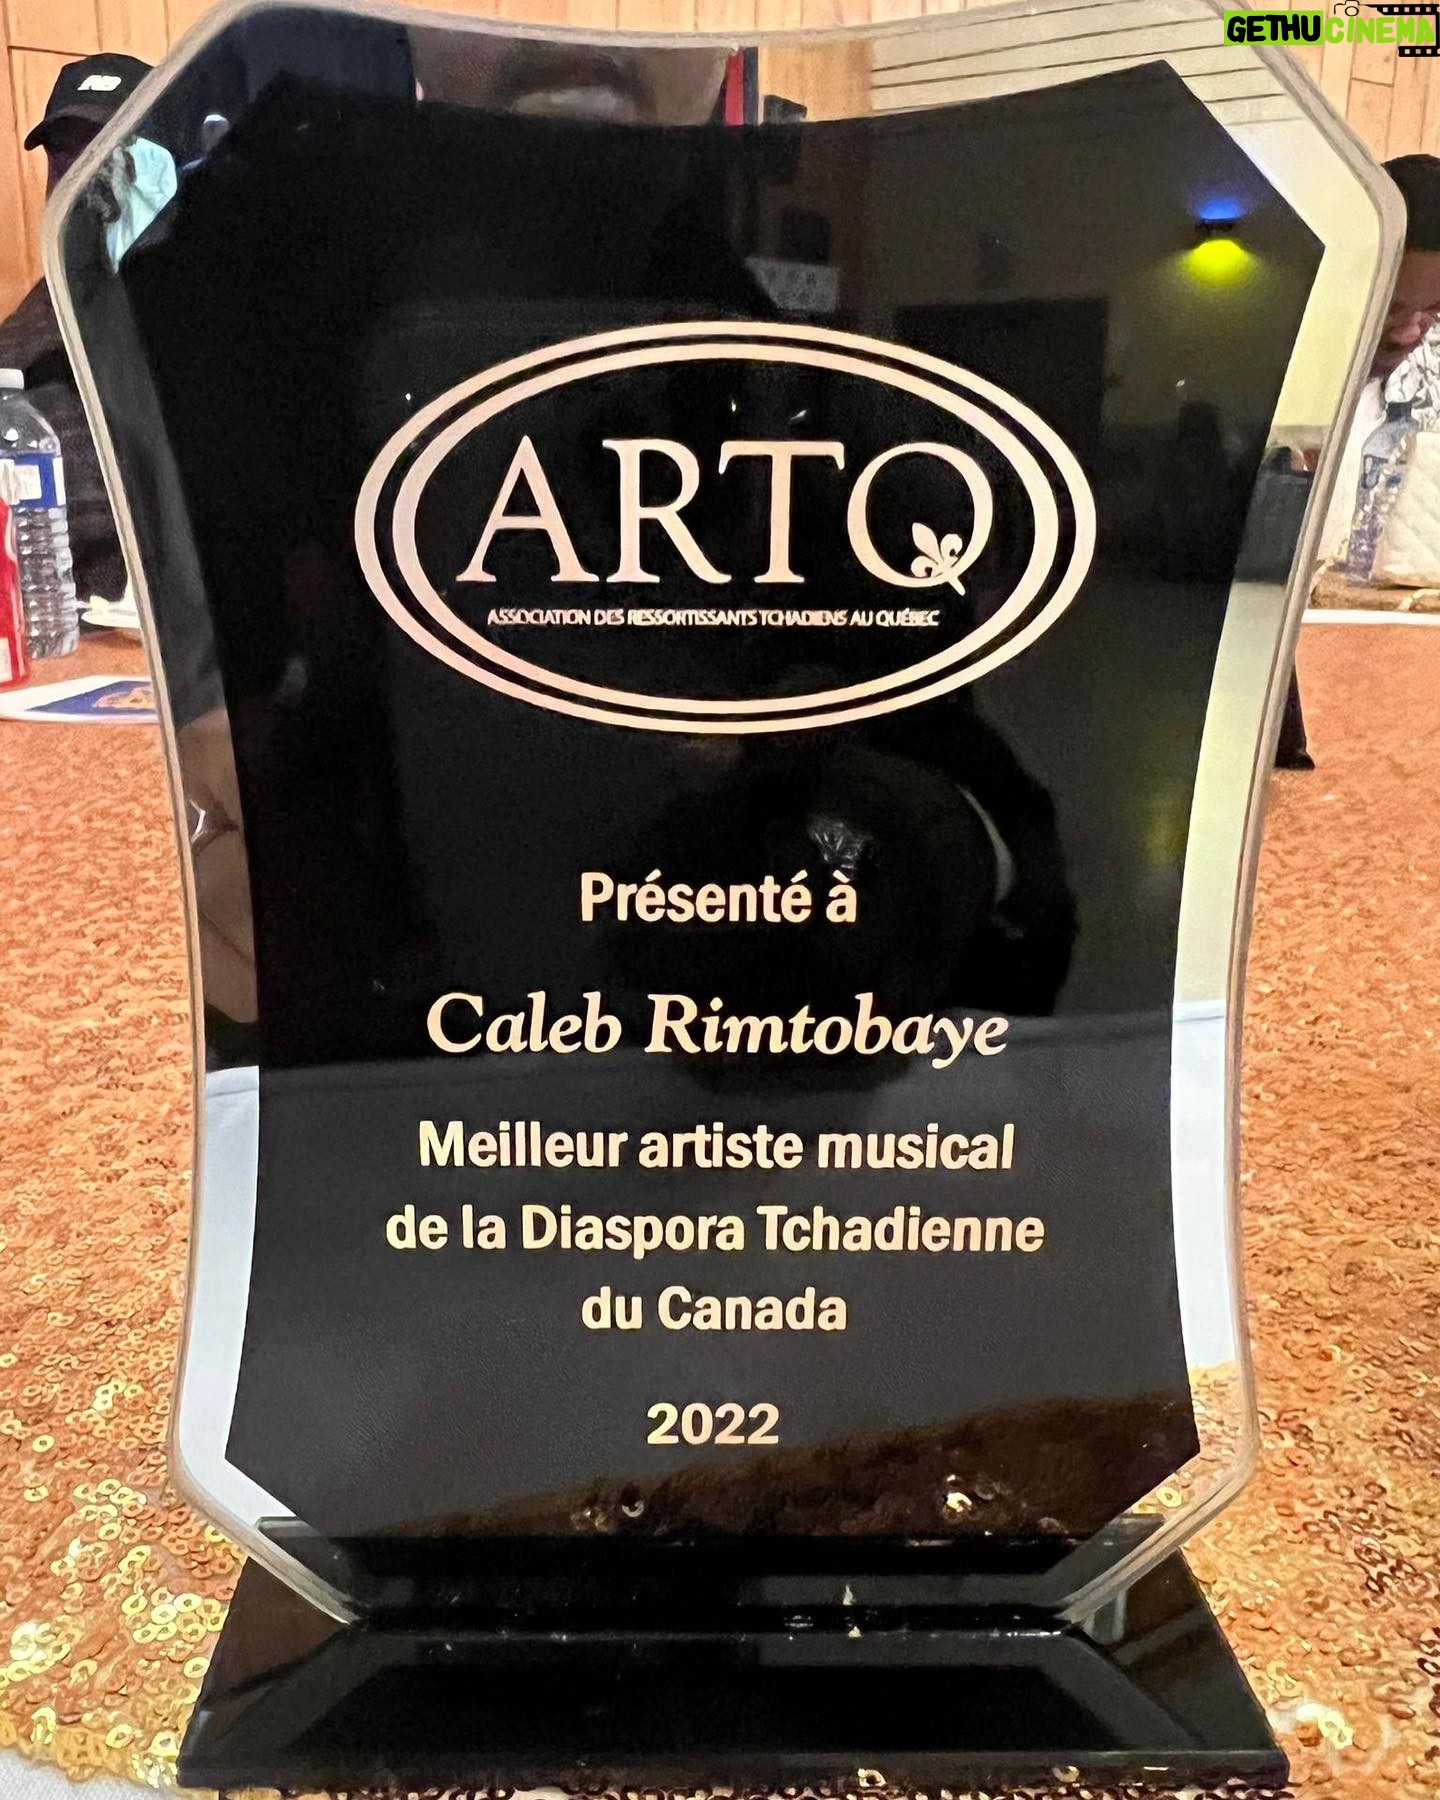 GETHUCINEMA
NB
ARTQ
ASSOCIATION DES RESSORTISSANTS TCHADIENS AU QUÉBEC
Présenté à
Caleb Rimtobaye
Meilleur artiste musical
de la Diaspora Tchadienne
du Canada
2022